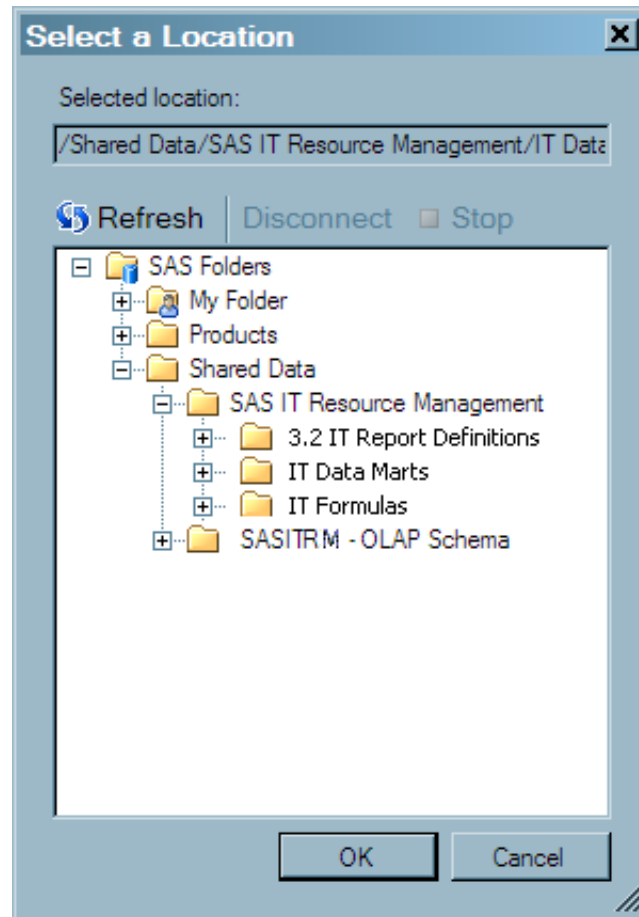 Select a Location
Selected location:
/Shared Data/SAS IT Resource Management/IT Data
Refresh Disconnect Stop
SAS Folders
My Folder
Products
Shared Data
SAS IT Resource Management
3.2 IT Report Definitions
IT Data Marts
IT Formulas
SASITRM - OLAP Schema
OK Cancel